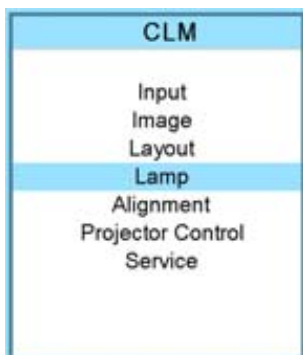 CLM
Input
Image
Layout
Lamp
Alignment
Projector Control
Service